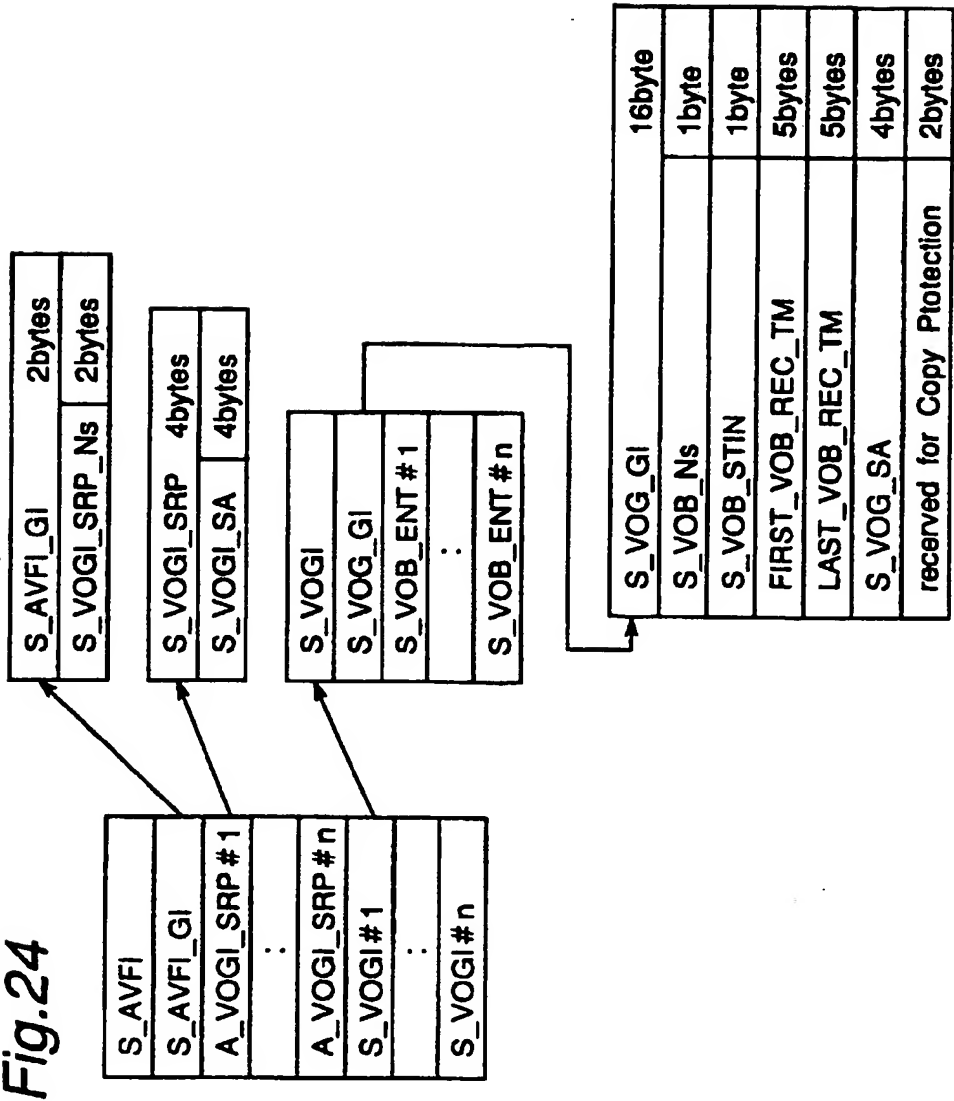 Fig.24
S_AVFI
S_AVFI_GI
A_VOGI_SRP#1
:
A_VOGI_SRP#n
S_VOGI#1
:
S_VOGI#n
S_AVFI_GI 2bytes
S_VOGI_SRP_Ns 2bytes
S_VOGI_SRP 4bytes
S_VOGI_SA 4bytes
S_VOGI
S_VOG_GI
S_VOB_ENT#1
:
S_VOB_ENT#n
S_VOG_GI 16byte
S_VOB_Ns 1byte
S_VOB_STIN 1byte
FIRST_VOB_REC_TM 5bytes
LAST_VOB_REC_TM 5bytes
S_VOG_SA 4bytes
recerved for Copy Ptotection 2bytes